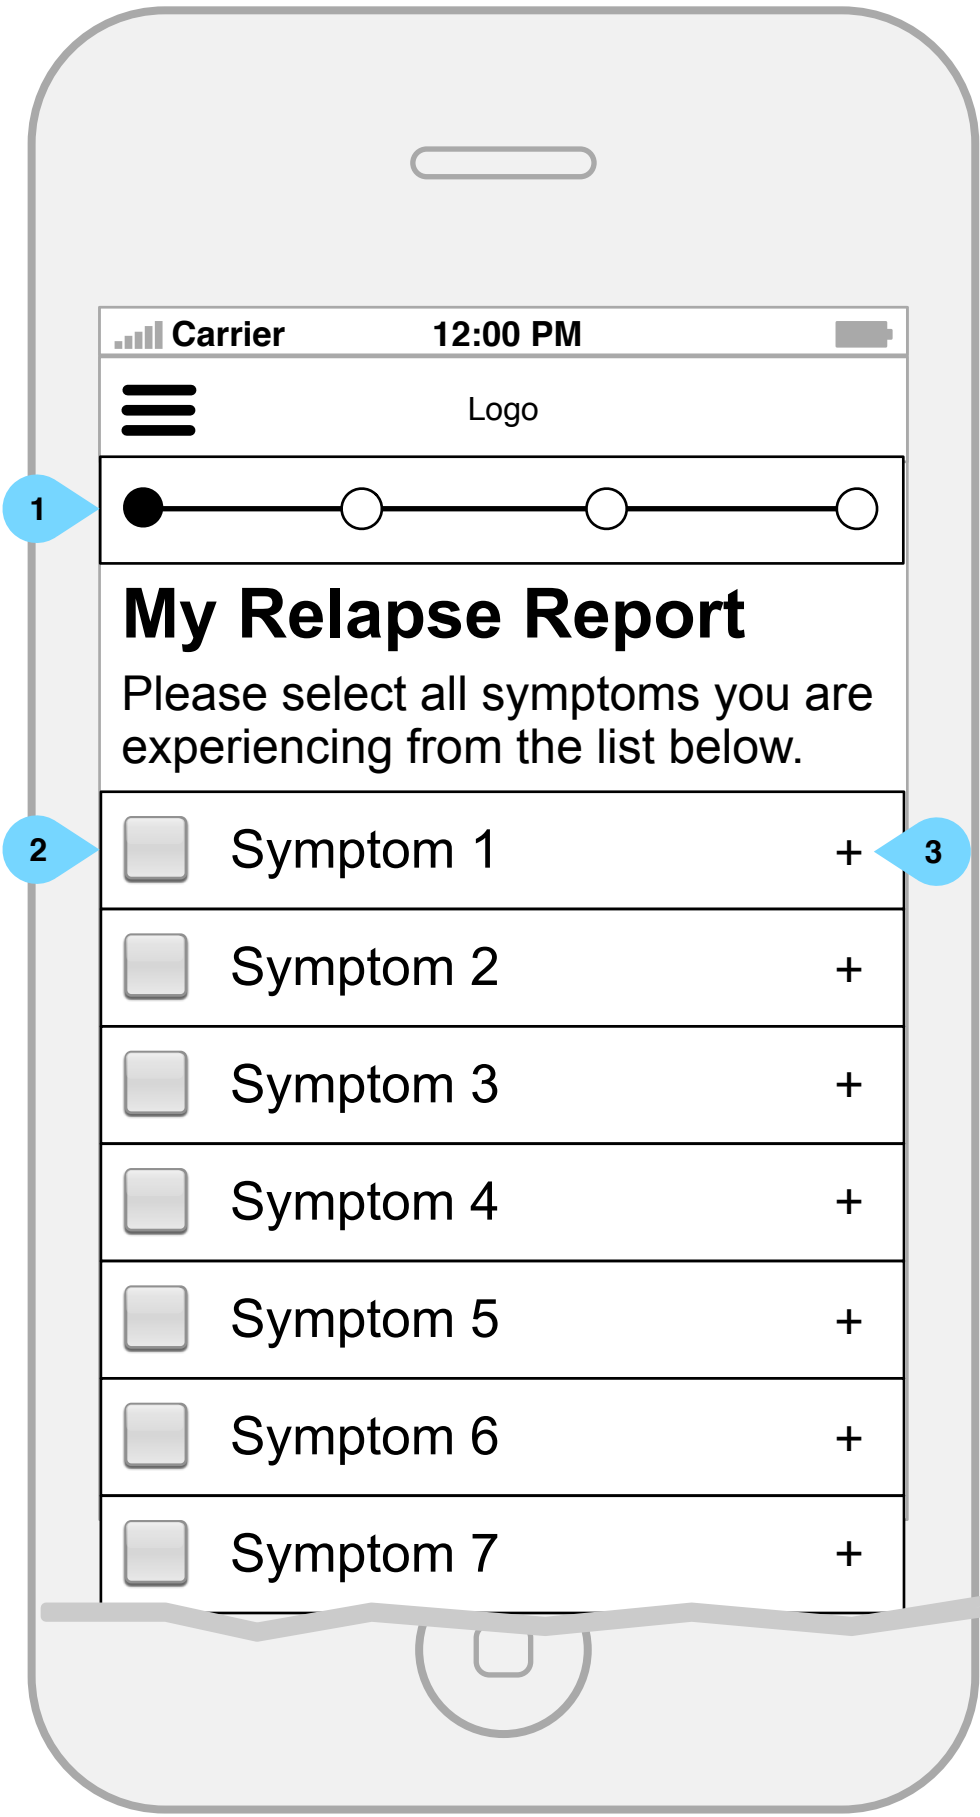 Carrier 12:00 PM
Logo
1
My Relapse Report
Please select all symptoms you are
experiencing from the list below.
2 Symptom 1 + 3
Symptom 2 +
Symptom 3 +
Symptom 4 +
Symptom 5 +
Symptom 6 +
Symptom 7 +